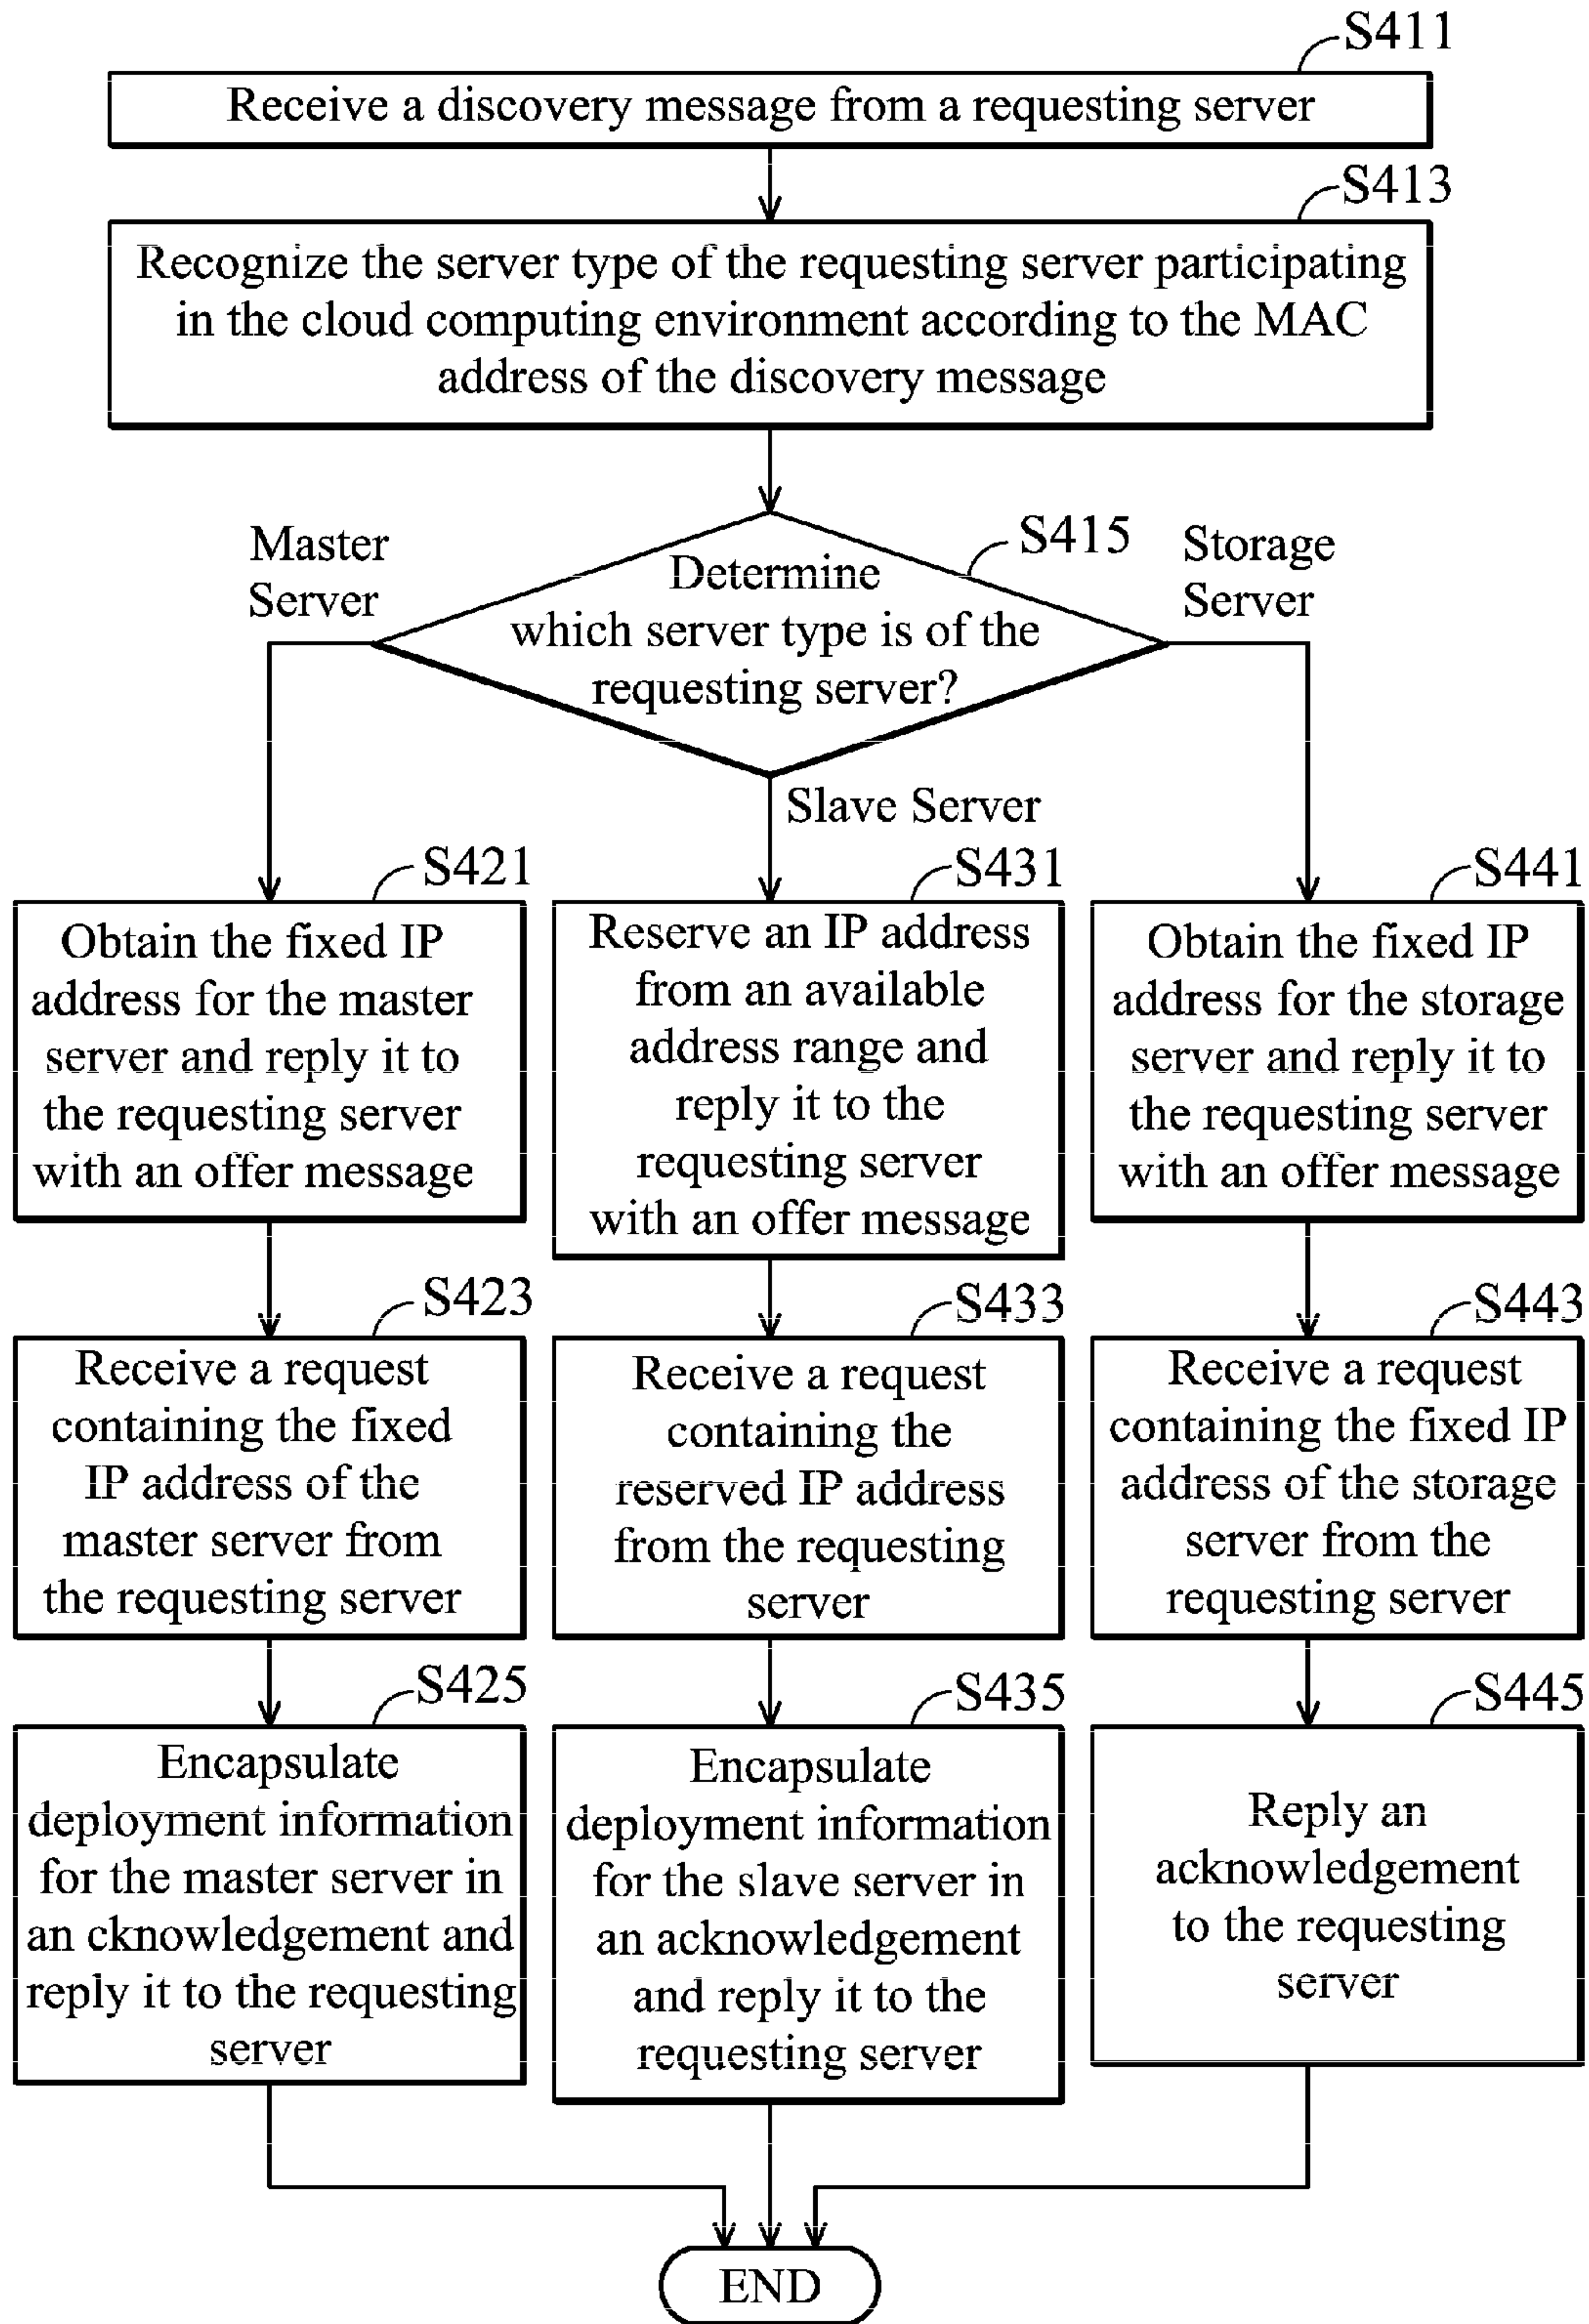 S411
Receive a discovery message from a requesting server
S413
Recognize the server type of the requesting server participating
in the cloud computing environment according to the MAC
address of the discovery message
Master
Server
S415
Storage
Server
Determine
which server type is of the
requesting server?
Slave Server
S421
Obtain the fixed IP
address for the master
server and reply it to
the requesting server
with an offer message
S431
Reserve an IP address
from an available
address range and
reply it to the
requesting server
with an offer message
S441
Obtain the fixed IP
address for the storage
server and reply it to
the requesting server
with an offer message
S423
Receive a request
containing the fixed
IP address of the
master server from
the requesting server
S433
Receive a request
containing the
reserved IP address
from the requesting
server
S443
Receive a request
containing the fixed IP
address of the storage
server from the
requesting server
S425
Encapsulate
deployment information
for the master server in
an cknowledgement and
reply it to the requesting
server
S435
Encapsulate
deployment information
for the slave server in
an acknowledgement
and reply it to the
requesting server
S445
Reply an
acknowledgement
to the requesting
server
END